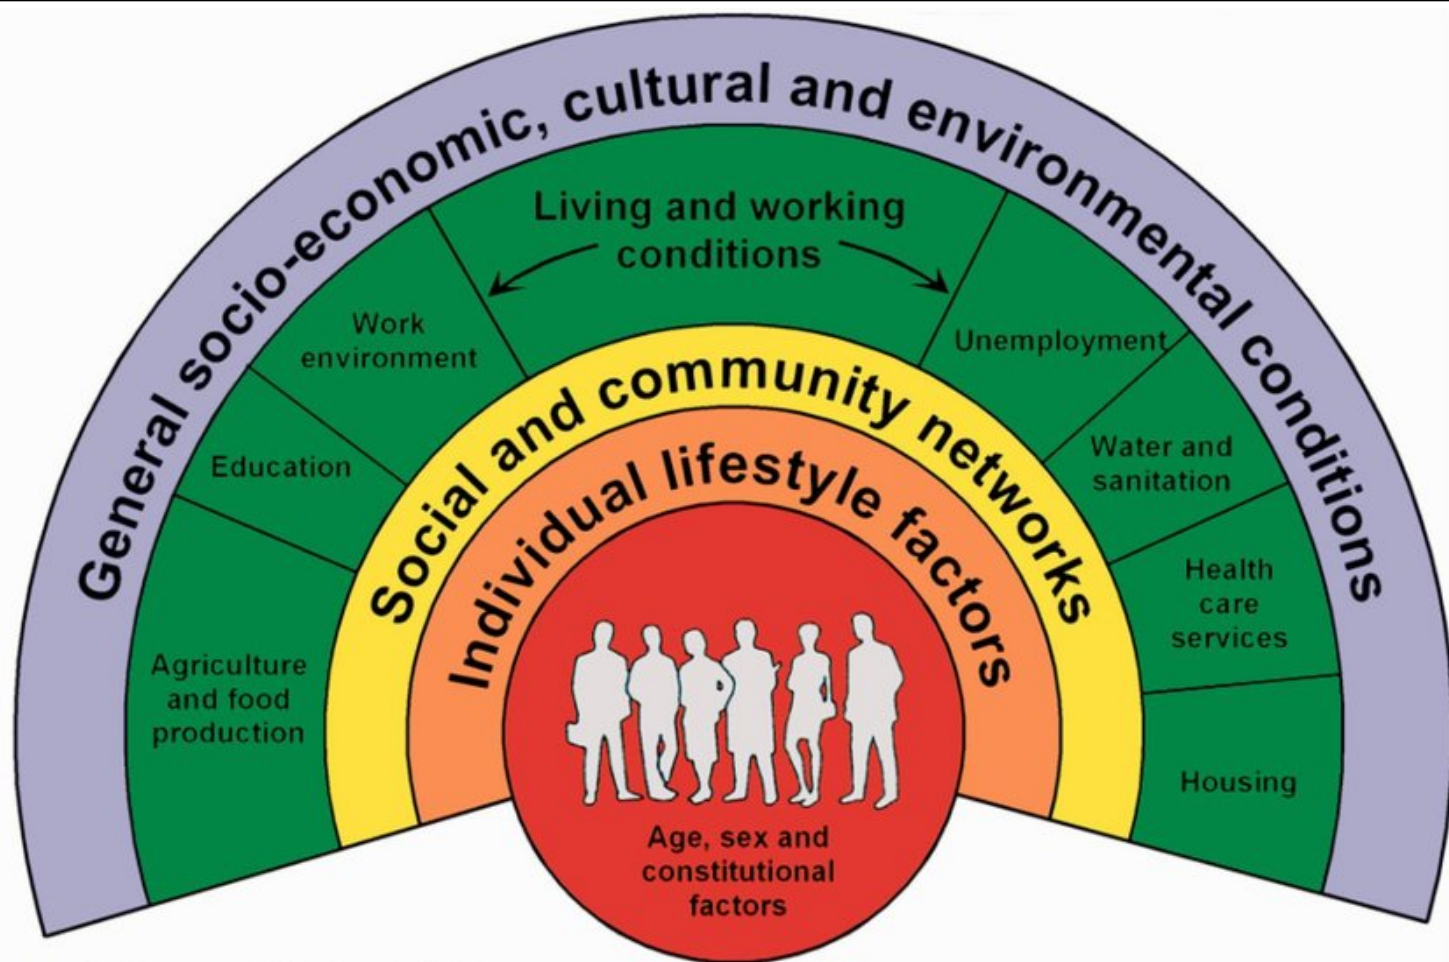 General socio-economic, cultural and environmental conditions
Living and working
conditions
Work
environment
Unemployment
Education
Water and
sanitation
Agriculture
and food
production
Health
care
services
Housing
Social and community networks
Individual lifestyle factors
Age, sex and
constitutional
factors